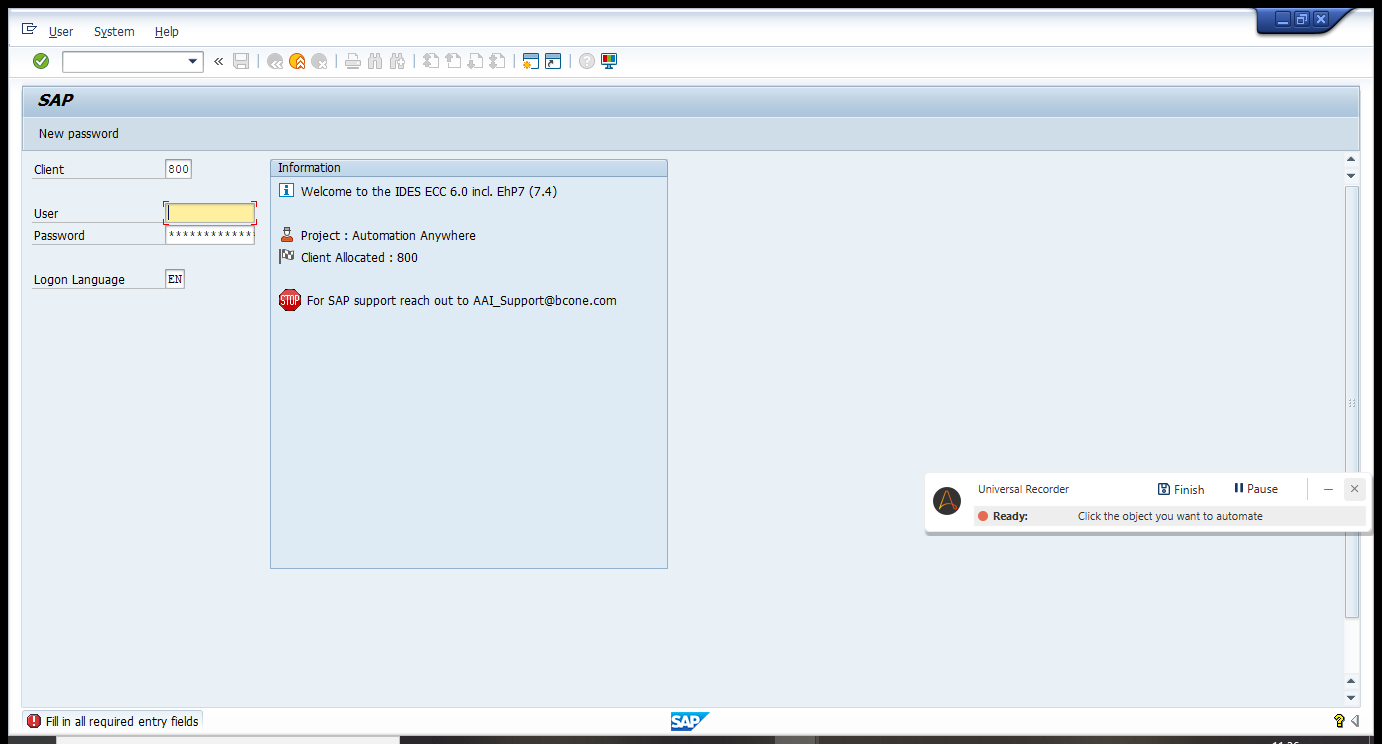 User System Help
SAP
New password
Client 800
User
Password *************
Logon Language EN
Information
Welcome to the IDES ECC 6.0 incl. EhP7 (7.4)
Project : Automation Anywhere
Client Allocated : 800
STOP For SAP support reach out to AAI_Support@bcone.com
Universal Recorder Finish Pause
Ready: Click the object you want to automate
Fill in all required entry fields
SAP